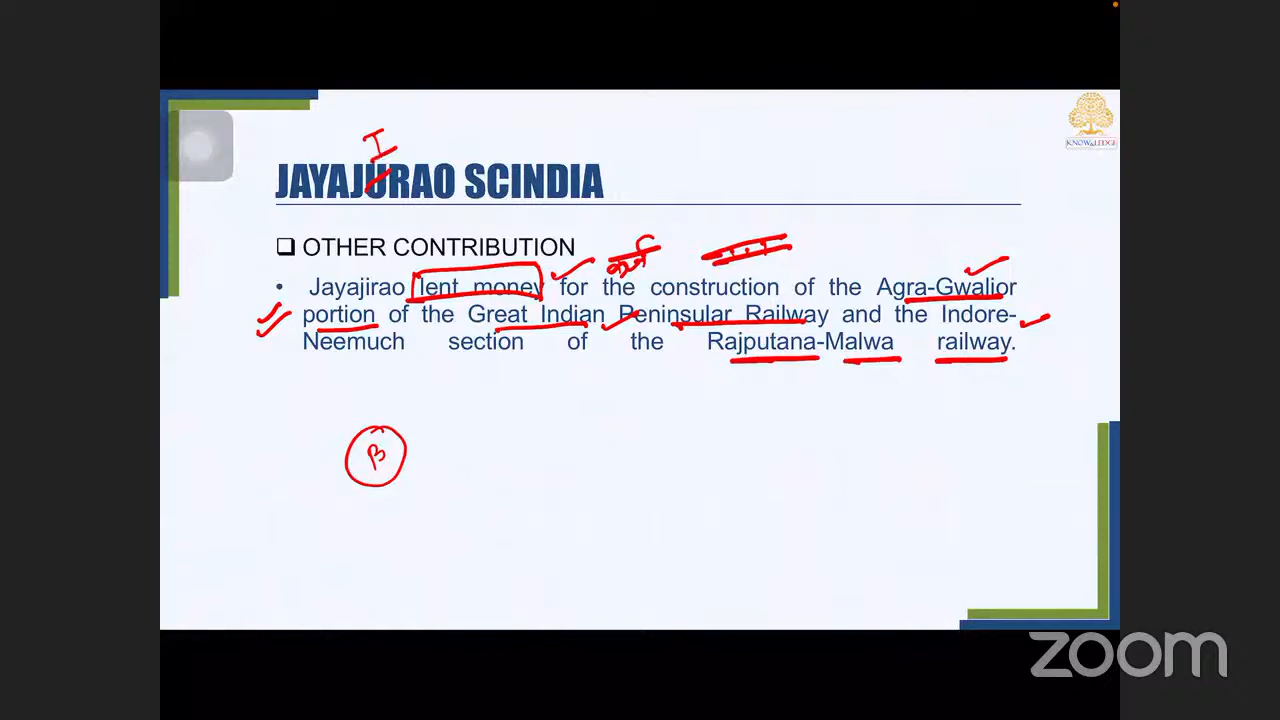 KNOWLEDGE
I
JAYAJURAO SCINDIA
❑ OTHER CONTRIBUTION
कर्ज
• Jayajirao lent money for the construction of the Agra-Gwalior
portion of the Great Indian Peninsular Railway and the Indore-
Neemuch section of the Rajputana-Malwa railway.
β
zoom